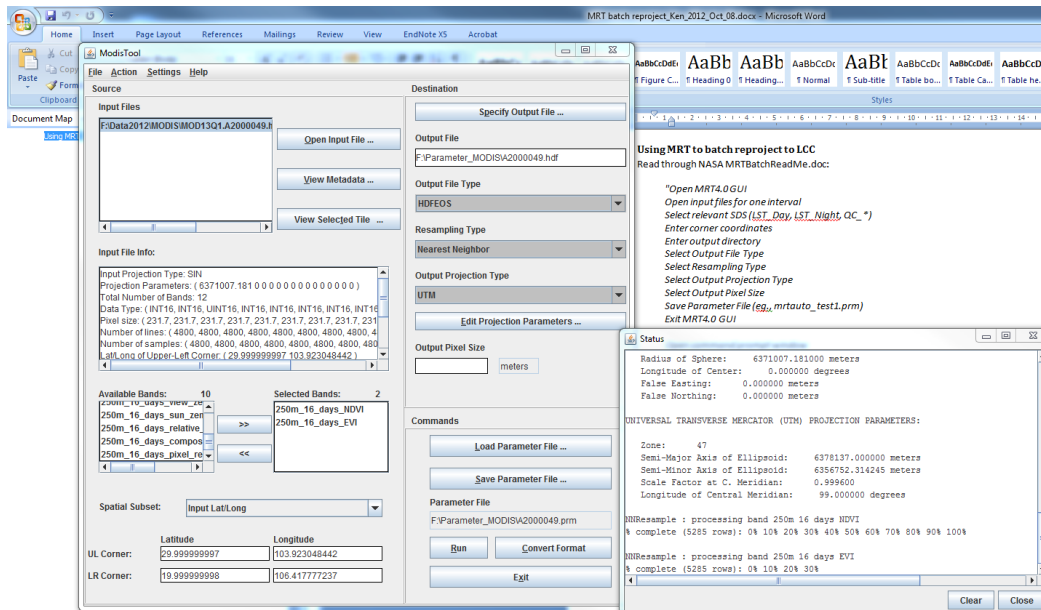 MRT batch reproject_Ken_2012_Oct_08.docx - Microsoft Word
Home Insert Page Layout References Mailings Review View EndNote X5 Acrobat
Cut
Copy
Paste
Clipboard
Document Map
Using MRT
AaBbCcDdE AaBb AaBb AaBbCcDc AaBb AaBbCcDc AaBbCcDdE AaBbCcD
Figure C... Heading 0 Heading... Normal Sub-title Table bo... Table Ca... Table he.
Styles
ModisTool
File Action Settings Help
Source
Input Files
F:\Data2012\MODIS\MOD13Q1.A2000049.h
Open Input File ...
View Metadata ...
View Selected Tile ...
Input File Info:
Input Projection Type: SIN
Projection Parameters: ( 6371007.181 0 0 0 0 0 0 0 0 0 0 0 0 0 0 )
Total Number of Bands: 12
Data Type: ( INT16, INT16, UINT16, INT16, INT16, INT16, INT16, INT16
Pixel size: ( 231.7, 231.7, 231.7, 231.7, 231.7, 231.7, 231.7, 231
Number of lines: ( 4800, 4800, 4800, 4800, 4800, 4800, 4800, 4
Number of samples: ( 4800, 4800, 4800, 4800, 4800, 4800, 4800
Lat/Long of Upper-Left Corner: ( 29.999999997 103.923048442 )
Available Bands: 10
250m_16_days_view_ze
250m_16_days_sun_zen
250m_16_days_relative_
250m_16_days_compos
250m_16_days_pixel_re
>>
<<
Selected Bands: 2
250m_16_days_NDVI
250m_16_days_EVI
Spatial Subset: Input Lat/Long
Latitude Longitude
UL Corner: 29.999999997 103.923048442
LR Corner: 19.999999998 106.417777237
Destination
Specify Output File ...
Output File
F:\Parameter_MODIS\A2000049.hdf
Output File Type
HDFEOS
Resampling Type
Nearest Neighbor
Output Projection Type
UTM
Edit Projection Parameters ...
Output Pixel Size
meters
Commands
Load Parameter File ...
Save Parameter File ...
Parameter File
F:\Parameter_MODIS\A2000049.prm
Run Convert Format
Exit
Using MRT to batch reproject to LCC
Read through NASA MRTBatchReadMe.doc:
"Open MRT4.0 GUI
Open input files for one interval
Select relevant SDS (LST_Day, LST_Night, QC_*)
Enter corner coordinates
Enter output directory
Select Output File Type
Select Resampling Type
Select Output Projection Type
Select Output Pixel Size
Save Parameter File (eg., mrtauto_test1.prm)
Exit MRT4.0 GUI
Status
Radius of Sphere: 6371007.181000 meters
Longitude of Center: 0.000000 degrees
False Easting: 0.000000 meters
False Northing: 0.000000 meters
UNIVERSAL TRANSVERSE MERCATOR (UTM) PROJECTION PARAMETERS:
Zone: 47
Semi-Major Axis of Ellipsoid: 6378137.000000 meters
Semi-Minor Axis of Ellipsoid: 6356752.314245 meters
Scale Factor at C. Meridian: 0.999600
Longitude of Central Meridian: 99.000000 degrees
NNResample : processing band 250m 16 days NDVI
% complete (5285 rows): 0% 10% 20% 30% 40% 50% 60% 70% 80% 90% 100%
NNResample : processing band 250m 16 days EVI
% complete (5285 rows): 0% 10% 20% 30%
Clear Close